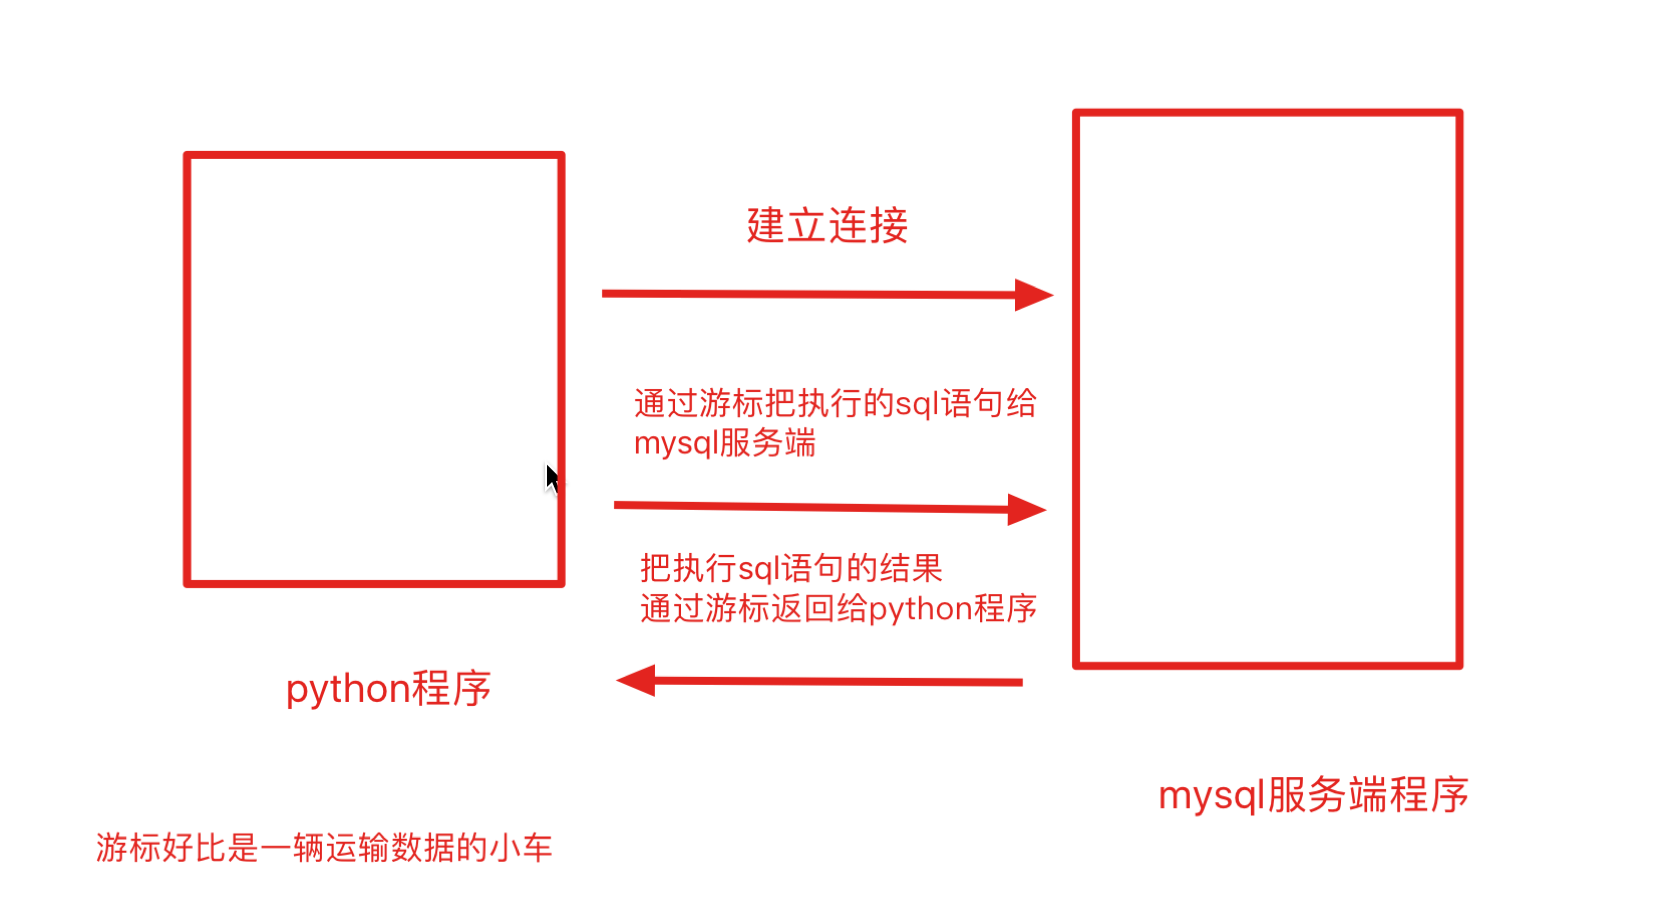 建立连接
通过游标把执行的sql语句给
mysql服务端
把执行sql语句的结果
通过游标返回给python程序
python程序
mysql服务端程序
游标好比是一辆运输数据的小车